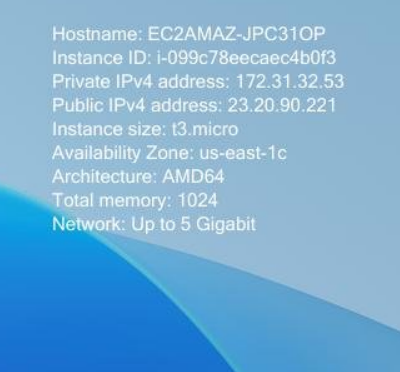 Hostname: EC2AMAZ-JPC31OP
Instance ID: i-099c78eecaec4b0f3
Private IPv4 address: 172.31.32.53
Public IPv4 address: 23.20.90.221
Instance size: t3.micro
Availability Zone: us-east-1c
Architecture: AMD64
Total memory: 1024
Network: Up to 5 Gigabit